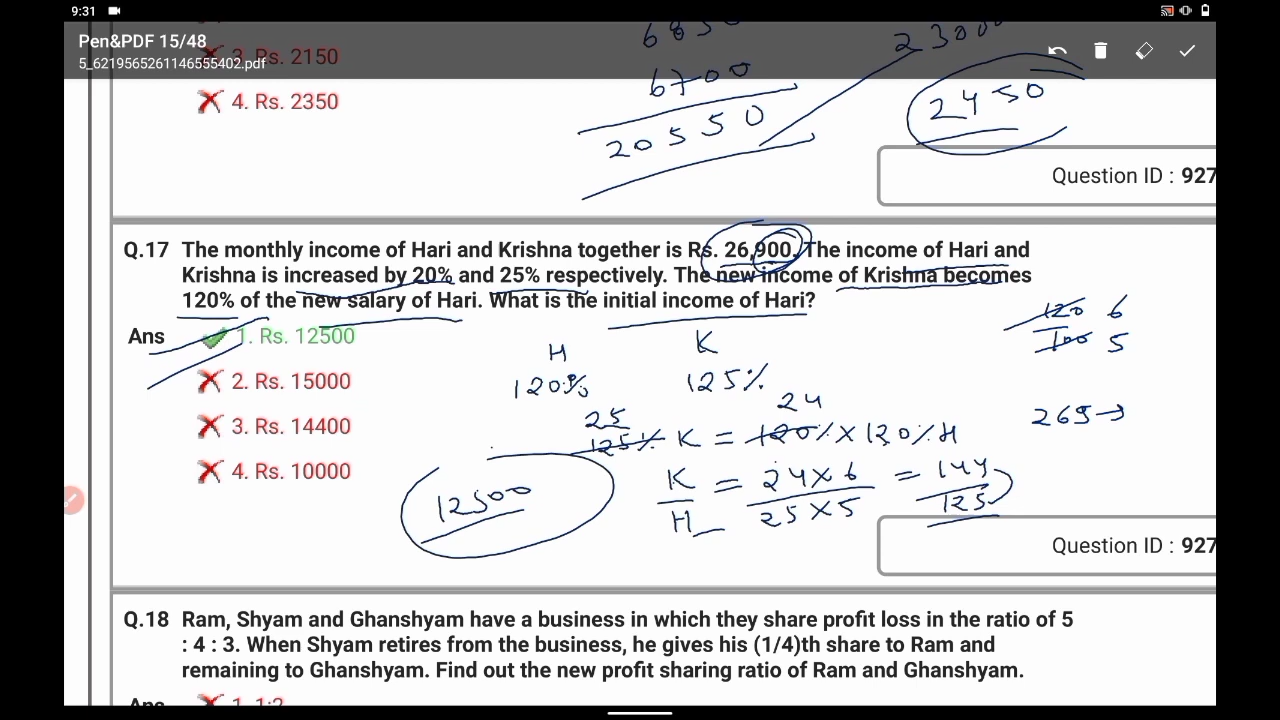 9:31
Pen&PDF 15/48
5_6219565261146555402.pdf
3. Rs. 2150
4. Rs. 2350
6700
20550
2300
2450
Question ID : 927
Q.17 The monthly income of Hari and Krishna together is Rs. 26,900. The income of Hari and
Krishna is increased by 20% and 25% respectively. The new income of Krishna becomes
120% of the new salary of Hari. What is the initial income of Hari?
Ans 1. Rs. 12500
2. Rs. 15000
3. Rs. 14400
4. Rs. 10000
H K
120% 125%
120 6
100 5
25 24
125% K = 120% X 120% H
269→
K/H = 24X6/25X5 = 144/125
12500
Question ID : 927
Q.18 Ram, Shyam and Ghanshyam have a business in which they share profit loss in the ratio of 5
: 4 : 3. When Shyam retires from the business, he gives his (1/4)th share to Ram and
remaining to Ghanshyam. Find out the new profit sharing ratio of Ram and Ghanshyam.
Ans 1. 1:2